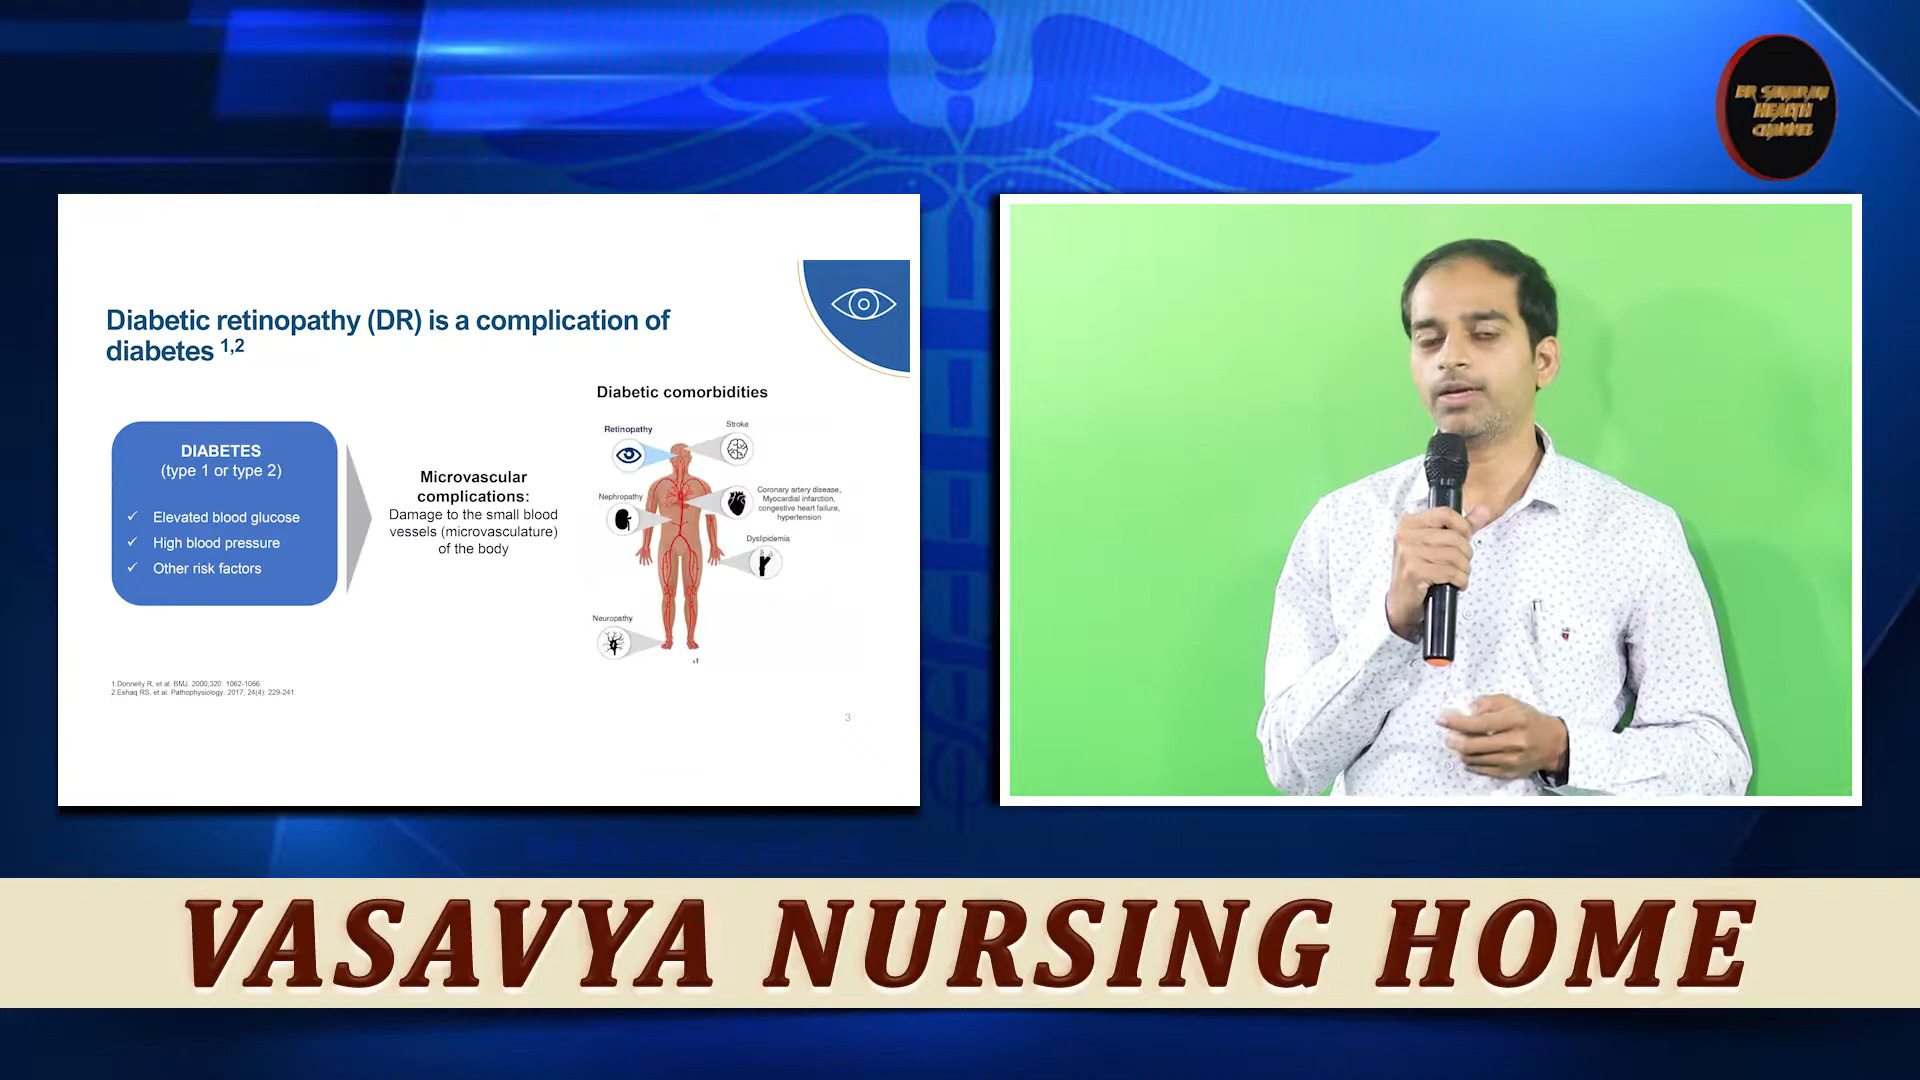 DR SIVARAM
HEALTH
CHANNEL
Diabetic retinopathy (DR) is a complication of
diabetes 1,2
Diabetic comorbidities
DIABETES
(type 1 or type 2)
✓ Elevated blood glucose
✓ High blood pressure
✓ Other risk factors
Microvascular
complications:
Damage to the small blood
vessels (microvasculature)
of the body
Retinopathy
Stroke
Nephropathy
Coronary artery disease,
Myocardial infarction,
congestive heart failure,
hypertension
Dyslipidemia
Neuropathy
1.Donnelly R, et al. BMJ. 2000;320: 1062-1066.
2.Eshaq RS, et al. Pathophysiology. 2017; 24(4): 229-241.
3
VASAVYA NURSING HOME